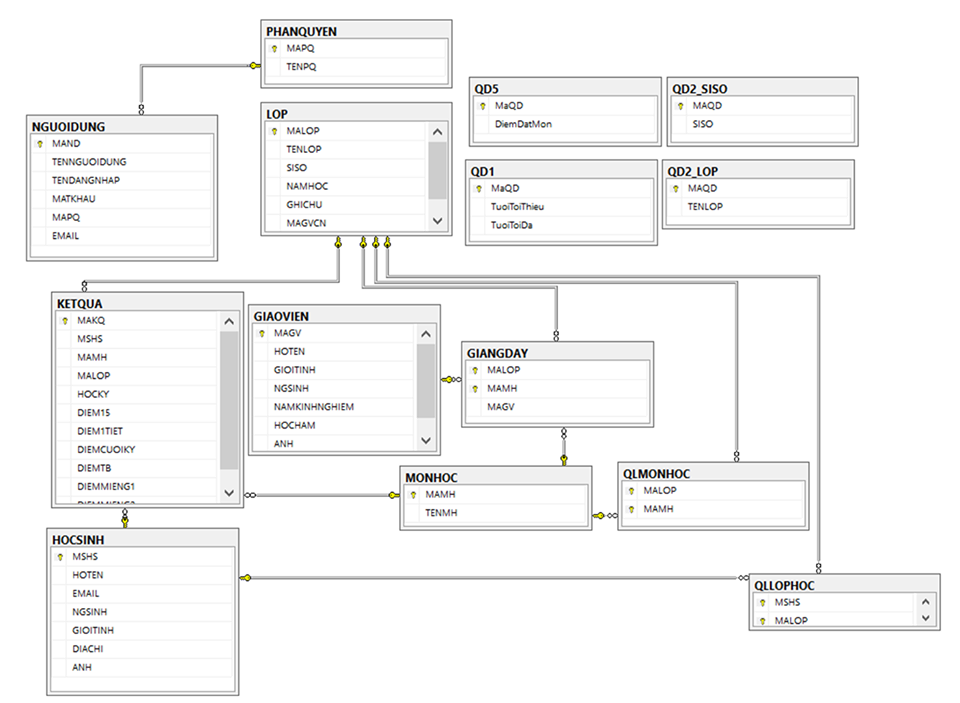 PHANQUYEN
MAPQ
TENPQ
NGUOIDUNG
MAND
TENNGUOIDUNG
TENDANGNHAP
MATKHAU
MAPQ
EMAIL
LOP
MALOP
TENLOP
SISO
NAMHOC
GHICHU
MAGVCN
QD5
MaQD
DiemDatMon
QD2_SISO
MAQD
SISO
QD1
MaQD
TuoiToiThieu
TuoiToiDa
QD2_LOP
MAQD
TENLOP
KETQUA
MAKQ
MSHS
MAMH
MALOP
HOCKY
DIEM15
DIEM1TIET
DIEMCUOIKY
DIEMTB
DIEMMIENG1
GIAOVIEN
MAGV
HOTEN
GIOITINH
NGSINH
NAMKINHNGHIEM
HOCHAM
ANH
GIANGDAY
MALOP
MAMH
MAGV
MONHOC
MAMH
TENMH
QLMONHOC
MALOP
MAMH
HOCSINH
MSHS
HOTEN
EMAIL
NGSINH
GIOITINH
DIACHI
ANH
QLLOPHOC
MSHS
MALOP